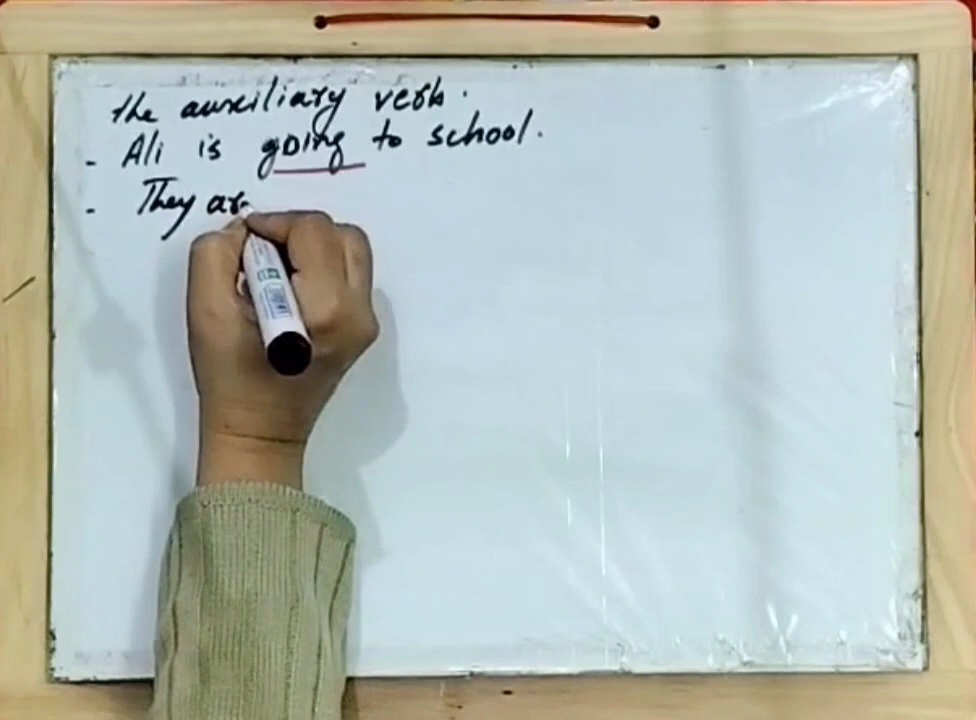 the auxiliary verb.
- Ali is going to school.
- They ar